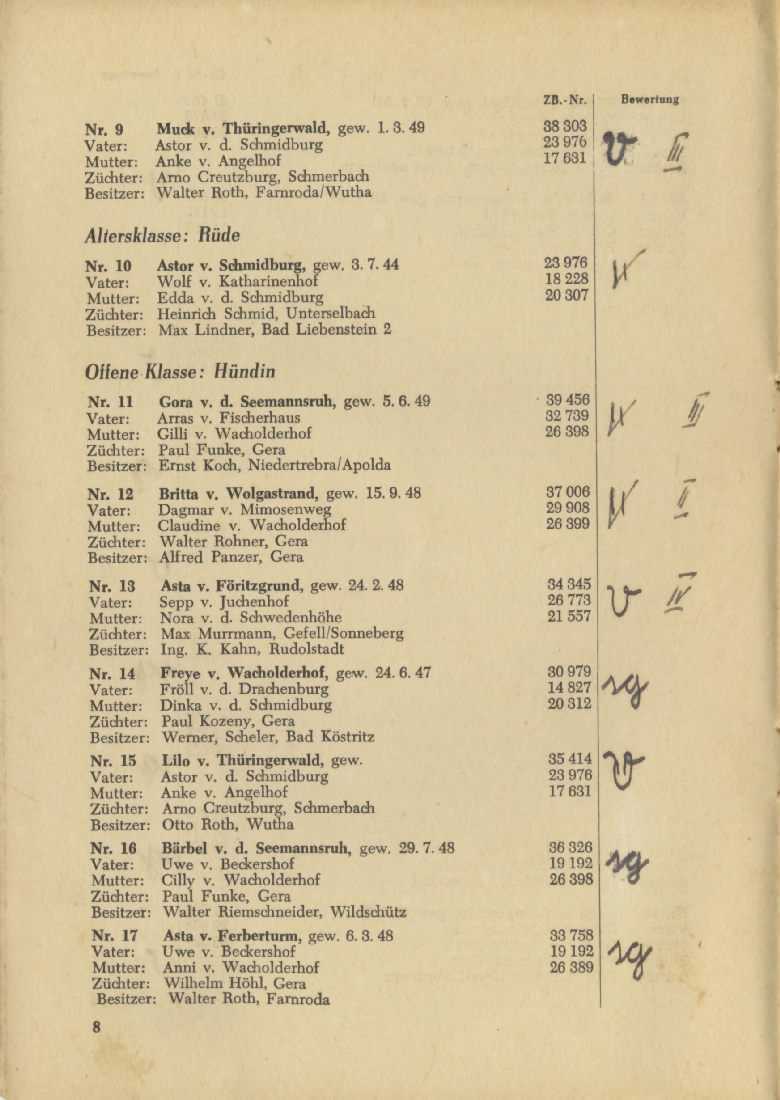 ZB.-Nr. Bewertung
Nr. 9 Muck v. Thüringerwald, gew. 1. 3. 49 38 303
Vater: Astor v. d. Schmidburg 23 976 v III
Mutter: Anke v. Angelhof 17 631
Züchter: Arno Creutzburg, Schmerbach
Besitzer: Walter Roth, Farnroda/Wutha
Altersklasse: Rüde
Nr. 10 Astor v. Schmidburg, gew. 3. 7. 44 23 976
Vater: Wolf v. Katharinenhof 18 228
Mutter: Edda v. d. Schmidburg 20 307
Züchter: Heinrich Schmid, Unterselbach
Besitzer: Max Lindner, Bad Liebenstein 2
Offene Klasse: Hündin
Nr. 11 Gora v. d. Seemannsruh, gew. 5. 6. 49 39 456
Vater: Arras v. Fischerhaus 32 739 III
Mutter: Gilli v. Wacholderhof 26 398
Züchter: Paul Funke, Gera
Besitzer: Ernst Koch, Niedertrebra/Apolda
Nr. 12 Britta v. Wolgastrand, gew. 15. 9. 48 37 006
Vater: Dagmar v. Mimosenweg 29 908 II
Mutter: Claudine v. Wacholderhof 26 399
Züchter: Walter Rohner, Gera
Besitzer: Alfred Panzer, Gera
Nr. 13 Asta v. Föritzgrund, gew. 24. 2. 48 34 345
Vater: Sepp v. Juchenhof 26 773 v IV
Mutter: Nora v. d. Schwedenhöhe 21 557
Züchter: Max Murrmann, Gefell/Sonneberg
Besitzer: Ing. K. Kahn, Rudolstadt
Nr. 14 Freye v. Wacholderhof, gew. 24. 6. 47 30 979
Vater: Fröll v. d. Drachenburg 14 827 sg
Mutter: Dinka v. d. Schmidburg 20 312
Züchter: Paul Kozeny, Gera
Besitzer: Werner, Scheler, Bad Köstritz
Nr. 15 Lilo v. Thüringerwald, gew. 35 414
Vater: Astor v. d. Schmidburg 23 976 v
Mutter: Anke v. Angelhof 17 631
Züchter: Arno Creutzburg, Schmerbach
Besitzer: Otto Roth, Wutha
Nr. 16 Bärbel v. d. Seemannsruh, gew. 29. 7. 48 36 326
Vater: Uwe v. Beckershof 19 192 sg
Mutter: Cilly v. Wacholderhof 26 398
Züchter: Paul Funke, Gera
Besitzer: Walter Riemschneider, Wildschütz
Nr. 17 Asta v. Ferberturm, gew. 6. 3. 48 33 758
Vater: Uwe v. Beckershof 19 192 sg
Mutter: Anni v. Wacholderhof 26 389
Züchter: Wilhelm Höhl, Gera
Besitzer: Walter Roth, Farnroda
8